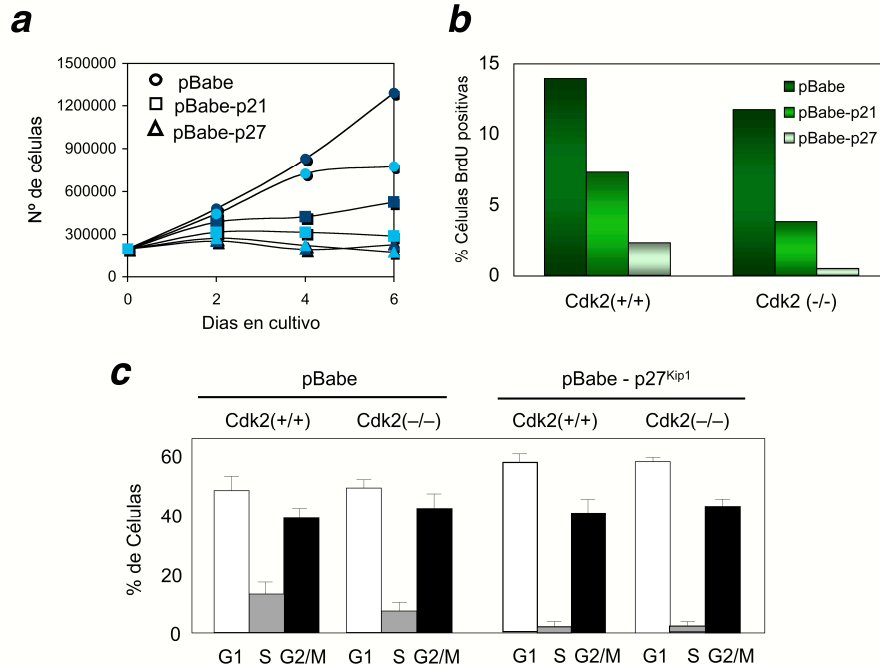 a
1500000
1200000
900000
600000
300000
0
0 2 4 6
Nº de células
Dias en cultivo
pBabe
pBabe-p21
pBabe-p27
b
15
10
5
0
% Células BrdU positivas
pBabe
pBabe-p21
pBabe-p27
Cdk2(+/+) Cdk2 (-/-)
c
pBabe pBabe - p27Kip1
Cdk2(+/+) Cdk2(–/–) Cdk2(+/+) Cdk2(–/–)
60
40
20
0
% de Células
G1 S G2/M G1 S G2/M G1 S G2/M G1 S G2/M